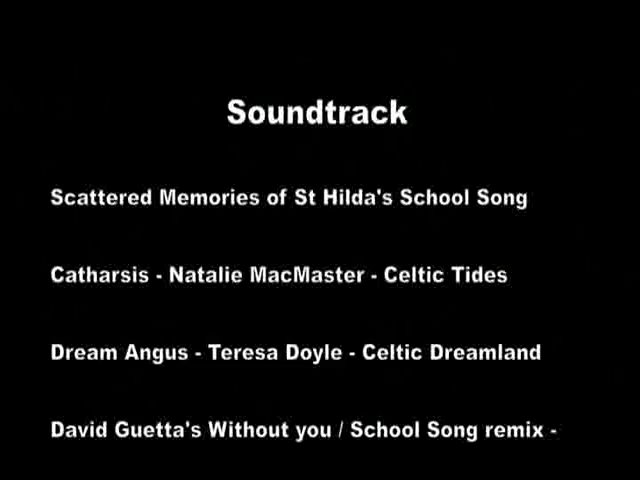 Soundtrack
Scattered Memories of St Hilda's School Song
Catharsis - Natalie MacMaster - Celtic Tides
Dream Angus - Teresa Doyle - Celtic Dreamland
David Guetta's Without you / School Song remix -